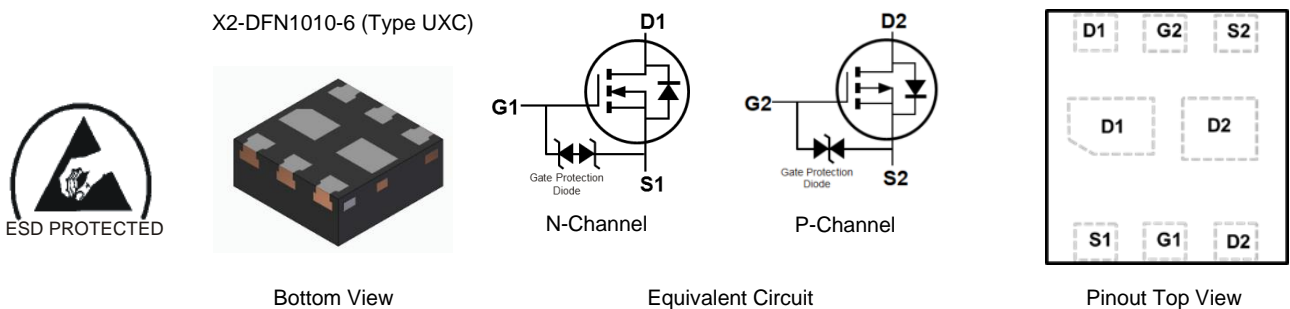 X2-DFN1010-6 (Type UXC)
ESD PROTECTED
Bottom View
D1
G1
Gate Protection
Diode
S1
N-Channel
D2
G2
Gate Protection
Diode
S2
P-Channel
Equivalent Circuit
D1 G2 S2
D1 D2
S1 G1 D2
Pinout Top View